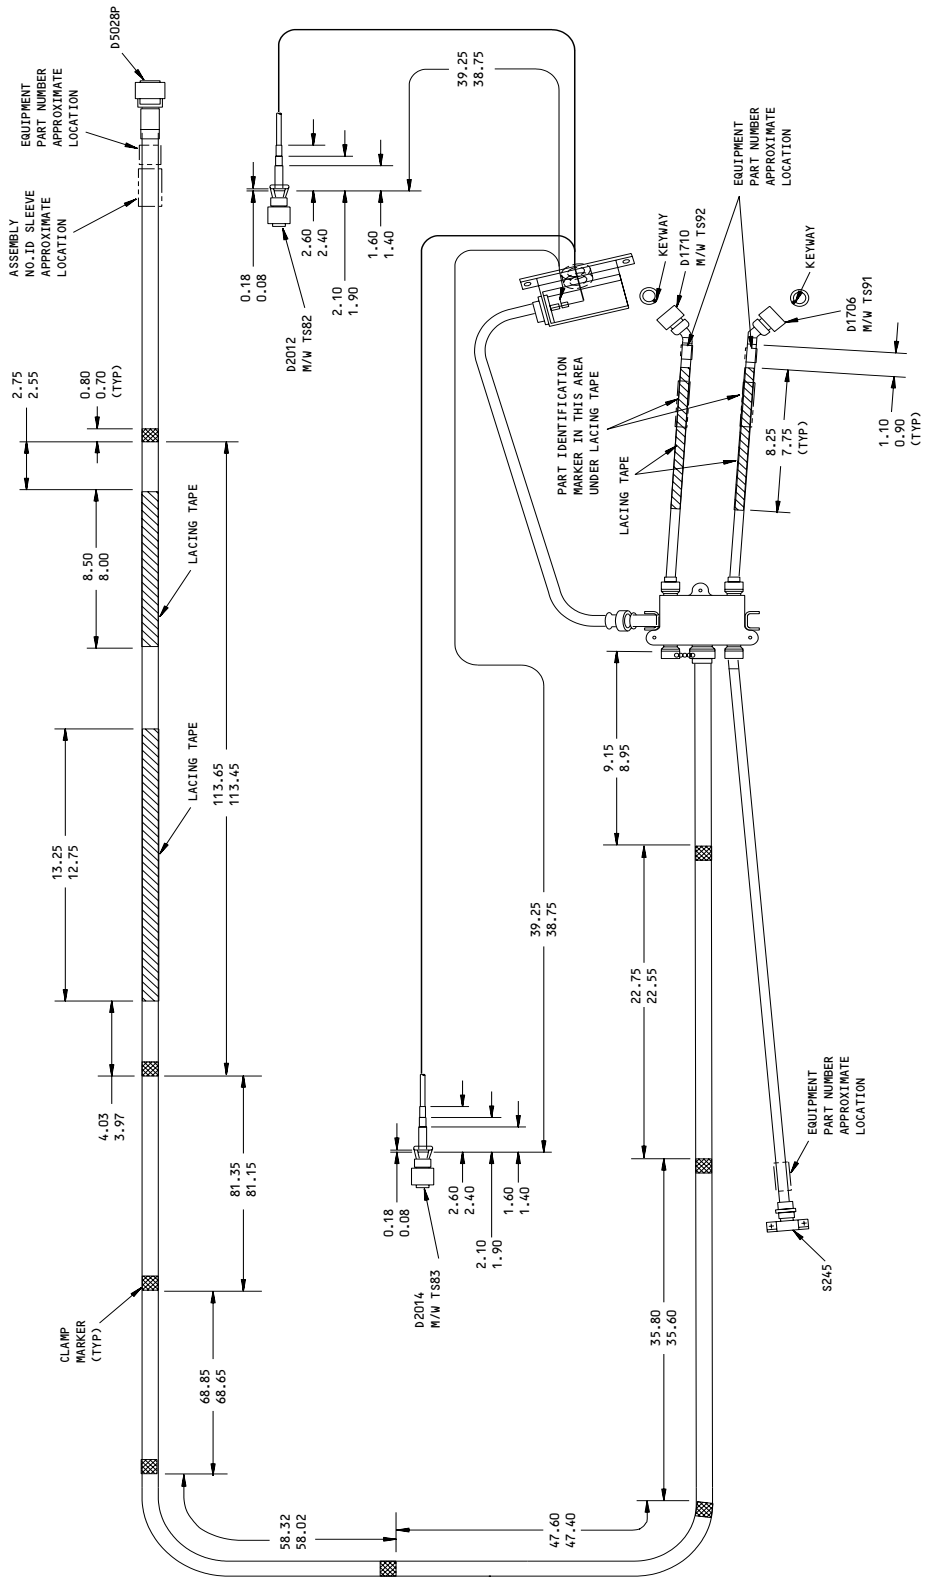 D5028P
EQUIPMENT
PART NUMBER
APPROXIMATE
LOCATION
ASSEMBLY
NO.ID SLEEVE
APPROXIMATE
LOCATION
2.75
2.55
0.80
0.70
(TYP)
8.50
8.00
LACING TAPE
13.25
12.75
LACING TAPE
113.65
113.45
4.03
3.97
81.35
81.15
CLAMP
MARKER
(TYP)
68.85
68.65
58.32
58.02
47.60
47.40
39.25
38.75
0.18
0.08
2.60
2.40
2.10
1.90
1.60
1.40
D2012
M/W TS82
39.25
38.75
0.18
0.08
2.60
2.40
2.10
1.90
1.60
1.40
D2014
M/W TS83
EQUIPMENT
PART NUMBER
APPROXIMATE
LOCATION
KEYWAY
D1710
M/W TS92
KEYWAY
D1706
M/W TS91
PART IDENTIFICATION
MARKER IN THIS AREA
UNDER LACING TAPE
LACING TAPE
8.25
7.75
(TYP)
1.10
0.90
(TYP)
9.15
8.95
22.75
22.55
35.80
35.60
EQUIPMENT
PART NUMBER
APPROXIMATE
LOCATION
S245